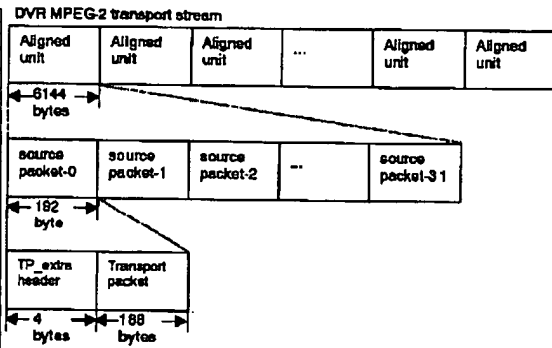 DVR MPEG-2 transport stream
Aligned unit
Aligned unit
Aligned unit
...
Aligned unit
Aligned unit
6144 bytes
source packet-0
source packet-1
source packet-2
...
source packet-31
192 byte
TP_extra header
Transport packet
4 bytes
188 bytes